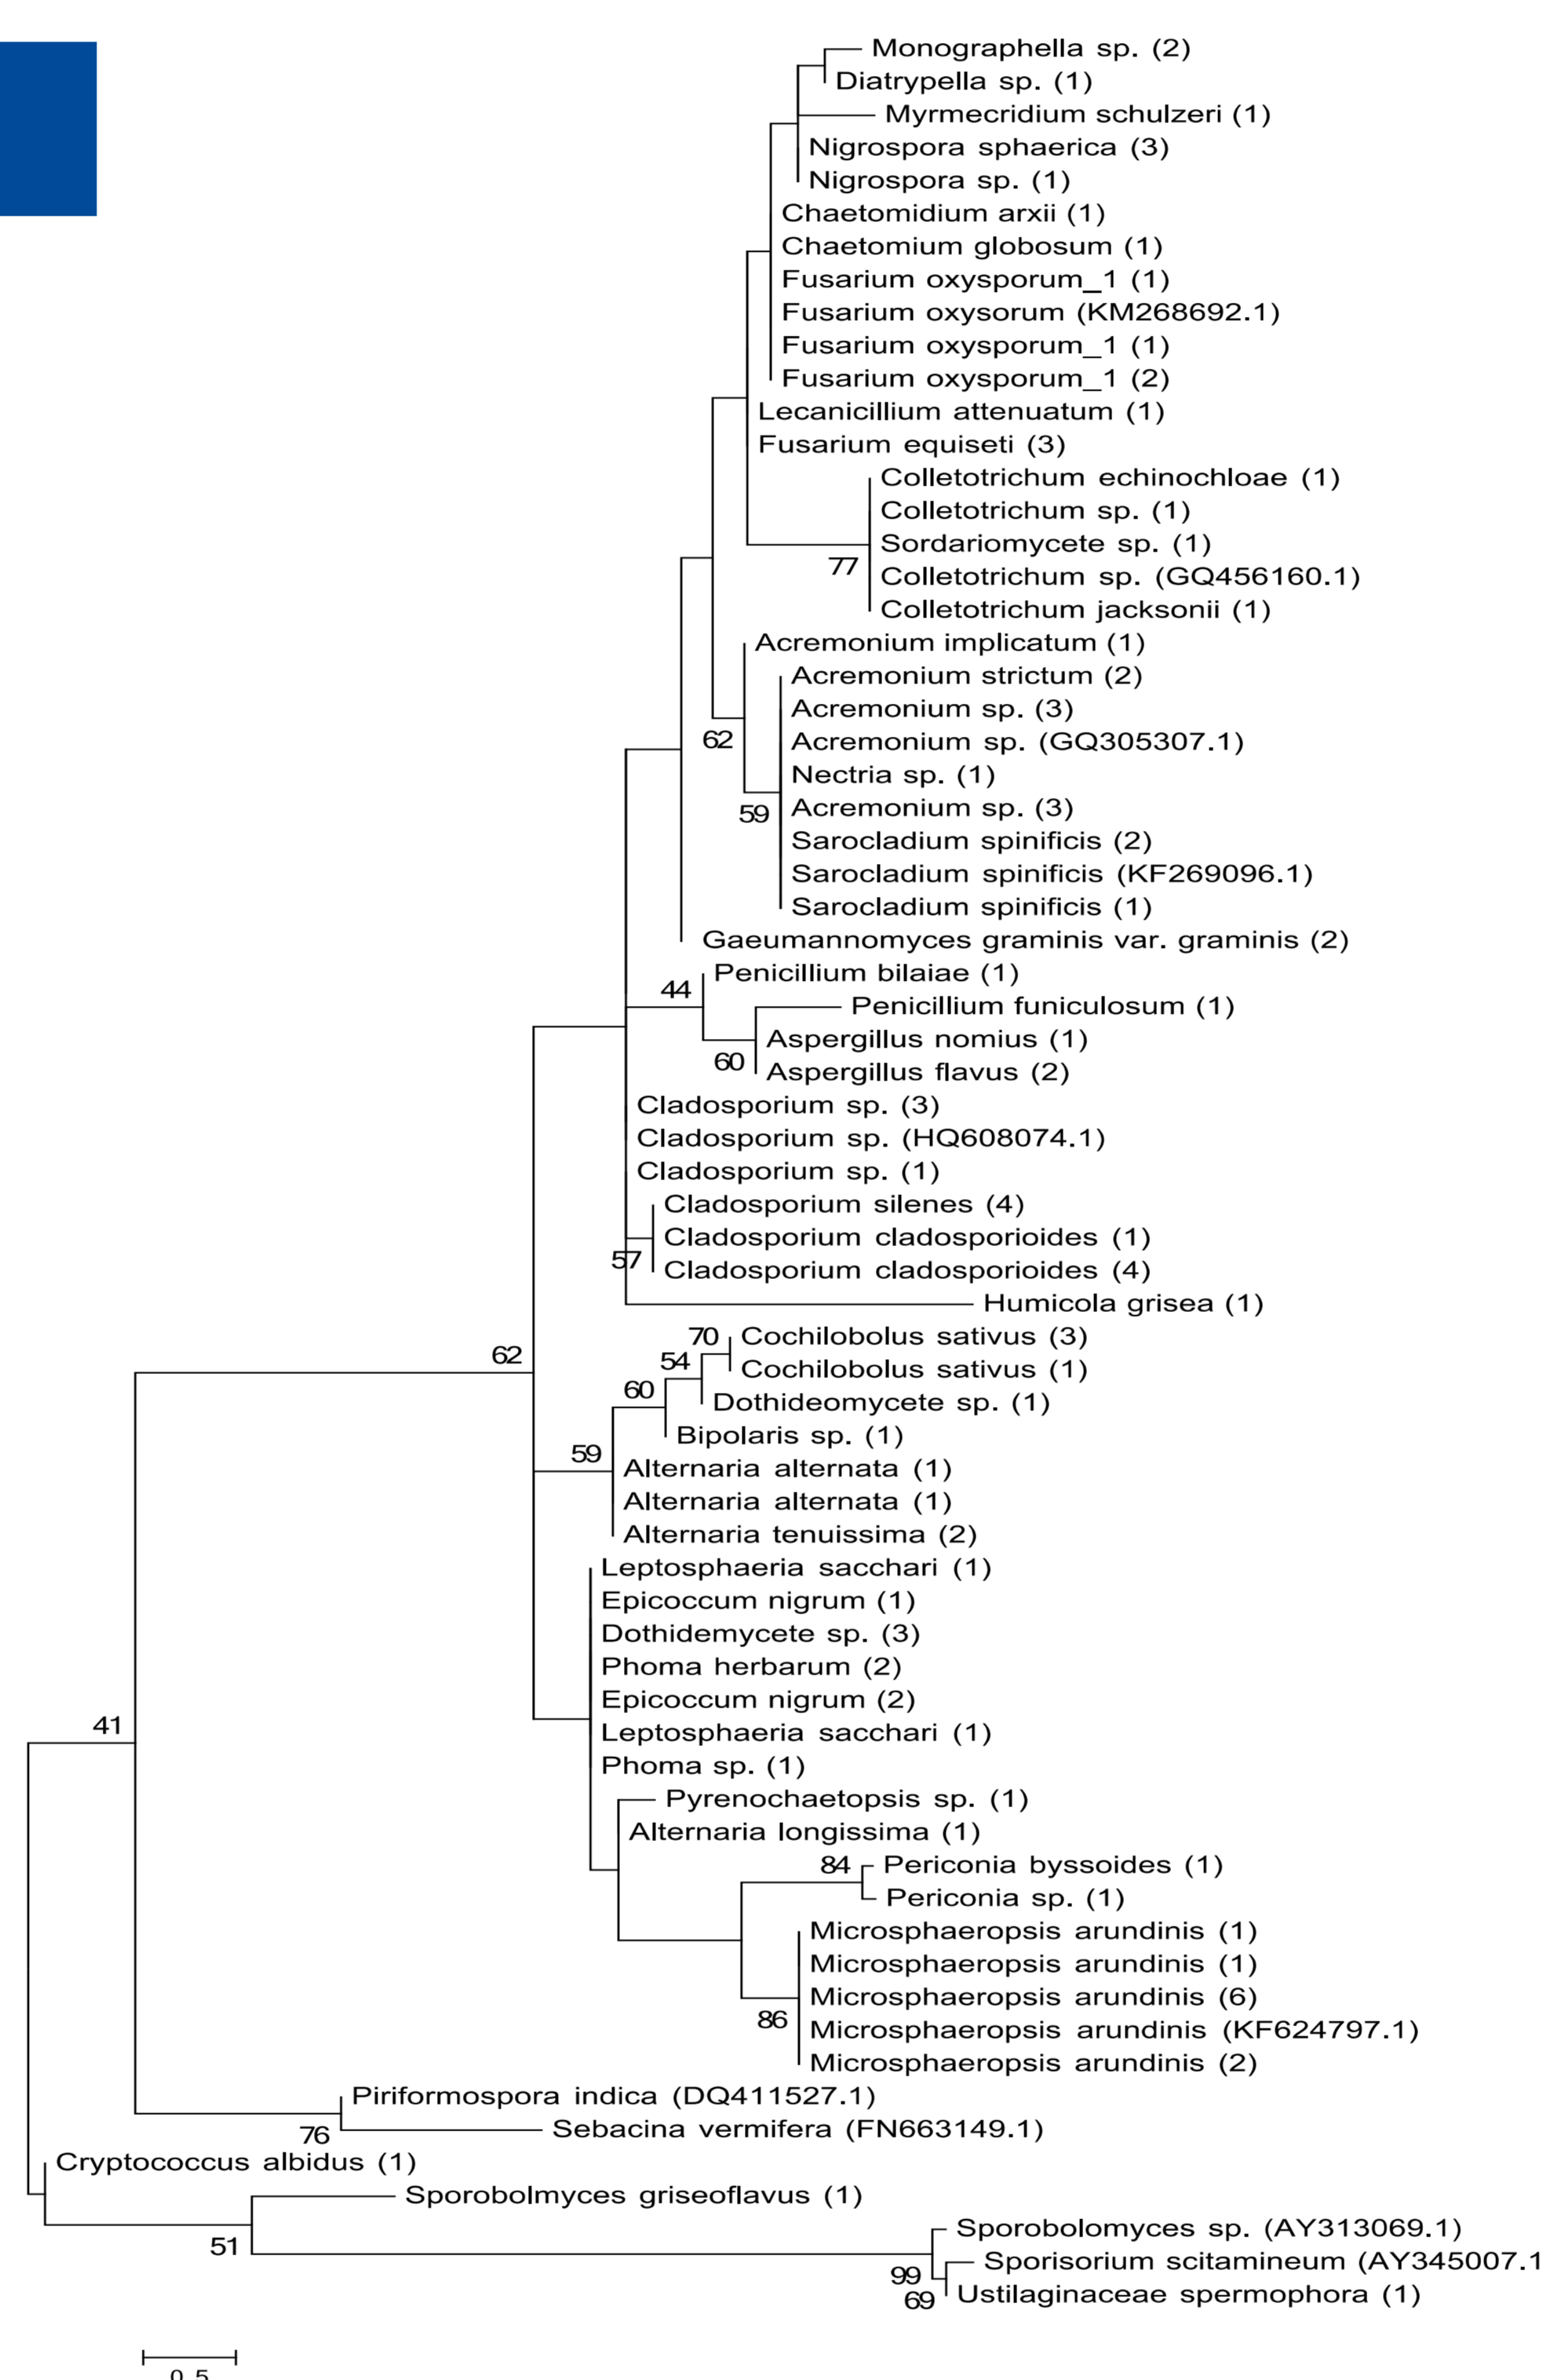 Monographella sp. (2)
Diatrypella sp. (1)
Myrmecridium schulzeri (1)
Nigrospora sphaerica (3)
Nigrospora sp. (1)
Chaetomidium arxii (1)
Chaetomium globosum (1)
Fusarium oxysporum_1 (1)
Fusarium oxysorum (KM268692.1)
Fusarium oxysporum_1 (1)
Fusarium oxysporum_1 (2)
Lecanicillium attenuatum (1)
Fusarium equiseti (3)
Colletotrichum echinochloae (1)
Colletotrichum sp. (1)
Sordariomycete sp. (1)
77
Colletotrichum sp. (GQ456160.1)
Colletotrichum jacksonii (1)
Acremonium implicatum (1)
Acremonium strictum (2)
Acremonium sp. (3)
62
Acremonium sp. (GQ305307.1)
Nectria sp. (1)
59
Acremonium sp. (3)
Sarocladium spinificis (2)
Sarocladium spinificis (KF269096.1)
Sarocladium spinificis (1)
Gaeumannomyces graminis var. graminis (2)
Penicillium bilaiae (1)
44
Penicillium funiculosum (1)
Aspergillus nomius (1)
60
Aspergillus flavus (2)
Cladosporium sp. (3)
Cladosporium sp. (HQ608074.1)
Cladosporium sp. (1)
Cladosporium silenes (4)
Cladosporium cladosporioides (1)
57
Cladosporium cladosporioides (4)
Humicola grisea (1)
70
Cochilobolus sativus (3)
62
54
Cochilobolus sativus (1)
60
Dothideomycete sp. (1)
Bipolaris sp. (1)
59
Alternaria alternata (1)
Alternaria alternata (1)
Alternaria tenuissima (2)
Leptosphaeria sacchari (1)
Epicoccum nigrum (1)
Dothidemycete sp. (3)
Phoma herbarum (2)
Epicoccum nigrum (2)
41
Leptosphaeria sacchari (1)
Phoma sp. (1)
Pyrenochaetopsis sp. (1)
Alternaria longissima (1)
84
Periconia byssoides (1)
Periconia sp. (1)
Microsphaeropsis arundinis (1)
Microsphaeropsis arundinis (1)
Microsphaeropsis arundinis (6)
86
Microsphaeropsis arundinis (KF624797.1)
Microsphaeropsis arundinis (2)
Piriformospora indica (DQ411527.1)
76
Sebacina vermifera (FN663149.1)
Cryptococcus albidus (1)
Sporobolmyces griseoflavus (1)
51
Sporobolomyces sp. (AY313069.1)
Sporisorium scitamineum (AY345007.1
99
69
Ustilaginaceae spermophora (1)
0.5